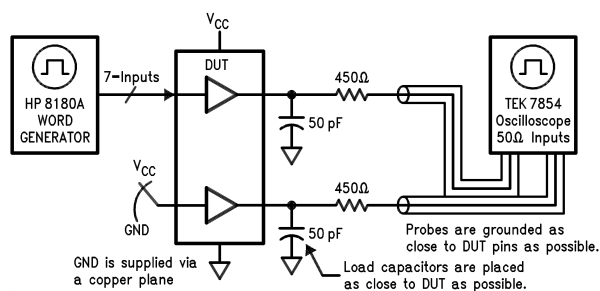 VCC
DUT
HP 8180A
WORD
GENERATOR
7-Inputs
450Ω
50 pF
TEK 7854
Oscilloscope
50Ω Inputs
VCC
GND
450Ω
50 pF
GND is supplied via
a copper plane
Probes are grounded as
close to DUT pins as possible.
Load capacitors are placed
as close to DUT as possible.